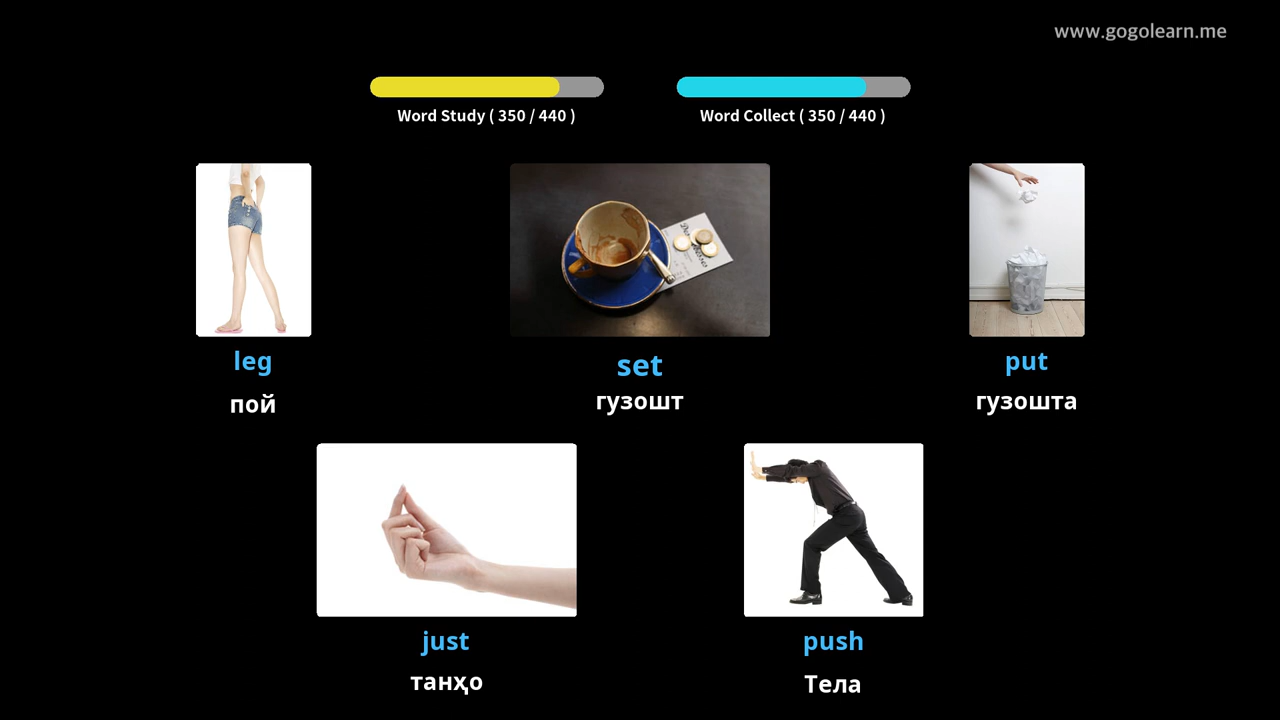 www.gogolearn.me
Word Study ( 350 / 440 )
Word Collect ( 350 / 440 )
leg
set
put
пой
гузошт
гузошта
just
push
танҳо
Тела